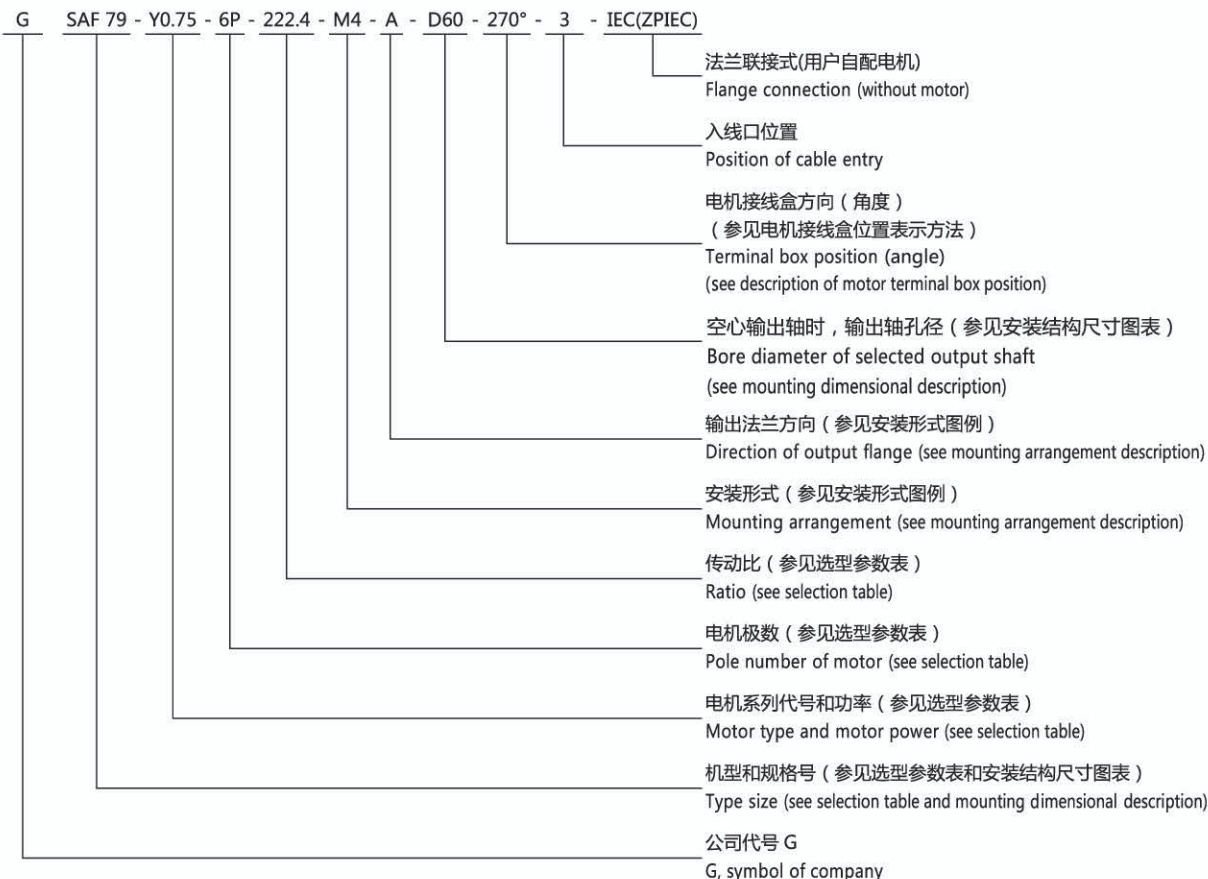 G SAF 79 - Y0.75 - 6P - 222.4 - M4 - A - D60 - 270° - 3 - IEC(ZPIEC)
法兰联接式(用户自配电机)
Flange connection (without motor)
入线口位置
Position of cable entry
电机接线盒方向（角度）
（参见电机接线盒位置表示方法）
Terminal box position (angle)
(see description of motor terminal box position)
空心输出轴时，输出轴孔径（参见安装结构尺寸图表）
Bore diameter of selected output shaft
(see mounting dimensional description)
输出法兰方向（参见安装形式图例）
Direction of output flange (see mounting arrangement description)
安装形式（参见安装形式图例）
Mounting arrangement (see mounting arrangement description)
传动比（参见选型参数表）
Ratio (see selection table)
电机极数（参见选型参数表）
Pole number of motor (see selection table)
电机系列代号和功率（参见选型参数表）
Motor type and motor power (see selection table)
机型和规格号（参见选型参数表和安装结构尺寸图表）
Type size (see selection table and mounting dimensional description)
公司代号 G
G, symbol of company